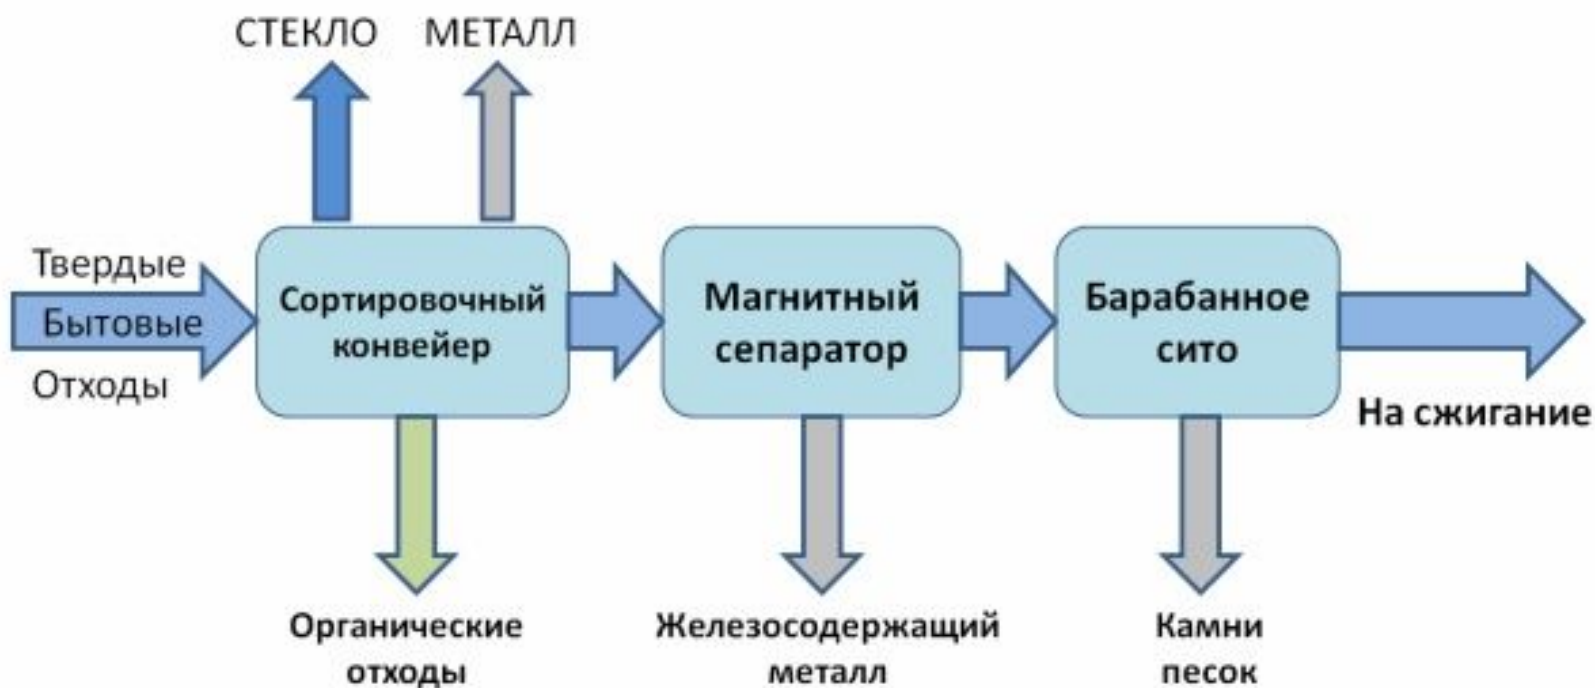 СТЕКЛО МЕТАЛЛ
Твердые
Бытовые
Отходы
Сортировочный
конвейер
Магнитный
сепаратор
Барабанное
сито
На сжигание
Органические
отходы
Железосодержащий
металл
Камни
песок